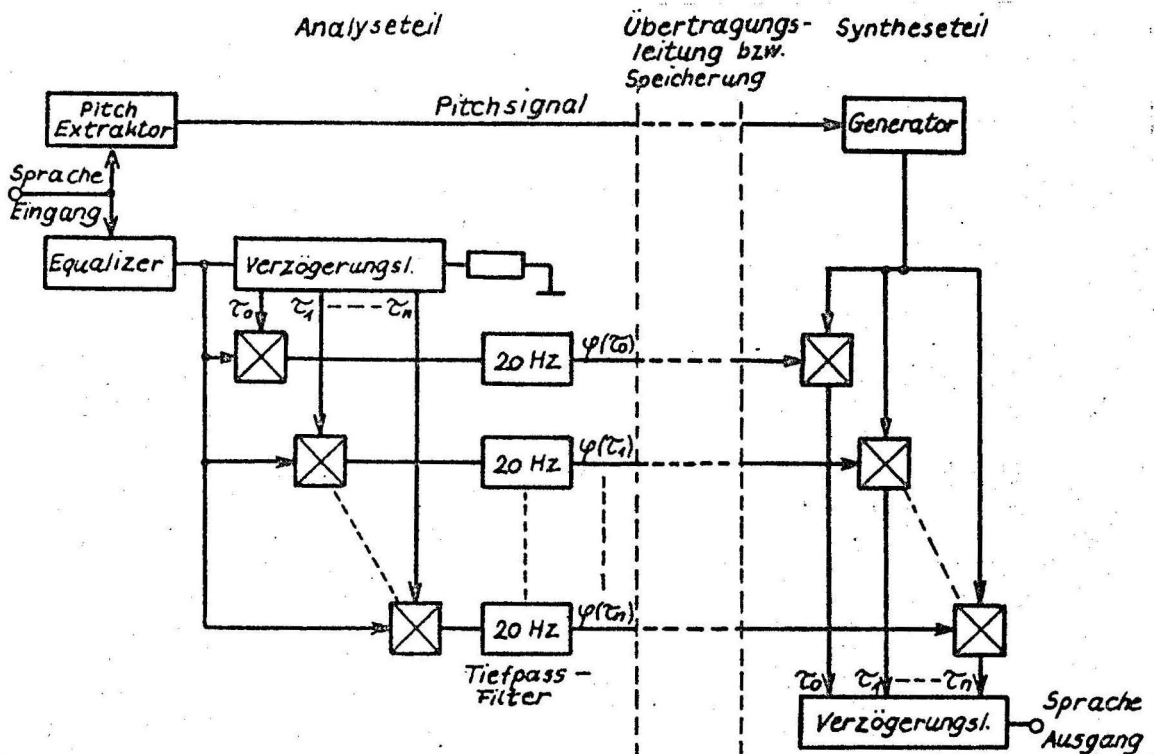 Analyseteil
Übertragungs-
leitung bzw.
Speicherung
Syntheseteil
Pitch
Extraktor
Pitchsignal
Generator
Sprache
Eingang
Equalizer
Verzögerungsl.
τ₀ τ₁ ---- τₙ
20 Hz
φ(τ₀)
20 Hz
φ(τ₁)
20 Hz
φ(τₙ)
Tiefpass-
Filter
τ₀ τ₁ ---- τₙ
Verzögerungsl.
Sprache
Ausgang